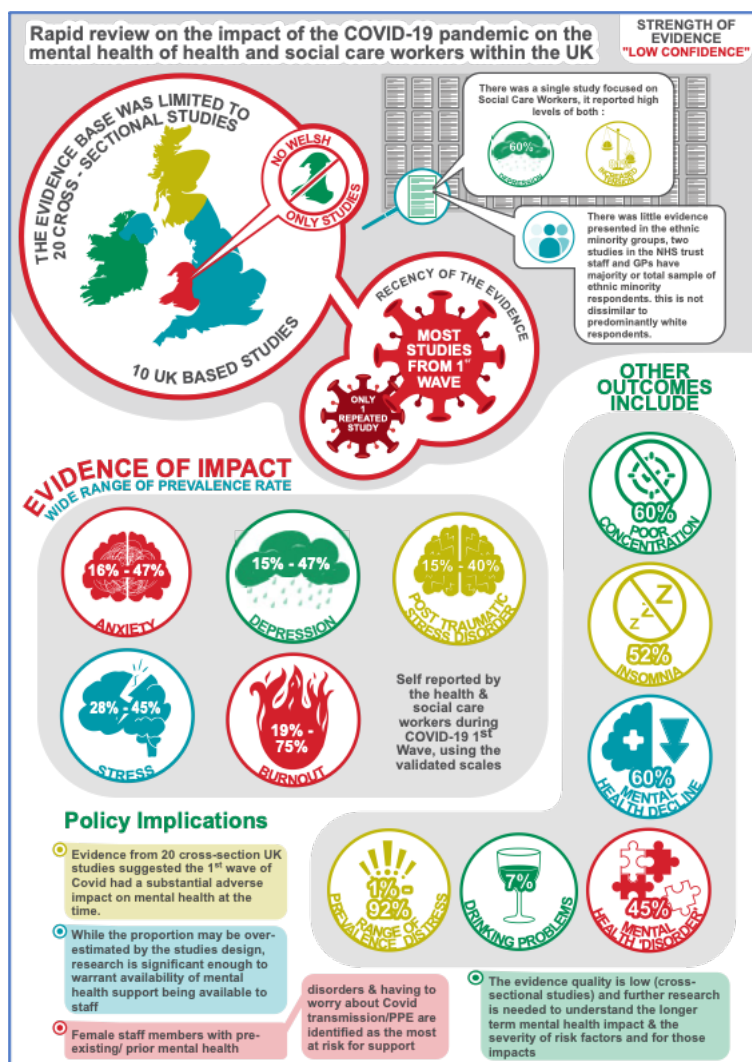 Rapid review on the impact of the COVID-19 pandemic on the
mental health of health and social care workers within the UK
STRENGTH OF
EVIDENCE
"LOW CONFIDENCE"
THE EVIDENCE BASE WAS LIMITED TO
20 CROSS - SECTIONAL STUDIES
NO WELSH
ONLY STUDIES
10 UK BASED STUDIES
There was a single study focused on
Social Care Workers, it reported high
levels of both :
60%
DEPRESSION
INCREASED
There was little evidence
presented in the ethnic
minority groups, two
studies in the NHS trust
staff and GPs have
majority or total sample of
ethnic minority
respondents. this is not
dissimilar to
predominantly white
respondents.
RECENCY OF THE EVIDENCE
MOST
STUDIES
FROM 1st
WAVE
ONLY
1
REPEATED
STUDY
EVIDENCE OF IMPACT
WIDE RANGE OF PREVALENCE RATE
16% - 47%
ANXIETY
15% - 47%
DEPRESSION
15% - 40%
POST TRAUMATIC
STRESS DISORDER
28% - 45%
STRESS
19% -
75%
BURNOUT
Self reported by
the health &
social care
workers during
COVID-19 1st
Wave, using the
validated scales
OTHER
OUTCOMES
INCLUDE
60%
POOR
CONCENTRATION
Z Z Z
52%
INSOMNIA
60%
MENTAL
HEALTH DECLINE
1% -
92%
RANGE OF
PREVALENCE DISTRESS
7%
DRINKING PROBLEMS
45%
MENTAL
HEALTH 'DISORDER'
Policy Implications
Evidence from 20 cross-section UK
studies suggested the 1st wave of
Covid had a substantial adverse
impact on mental health at the
time.
While the proportion may be over-
estimated by the studies design,
research is significant enough to
warrant availability of mental
health support being available to
staff
Female staff members with pre-
existing/ prior mental health
disorders & having to
worry about Covid
transmission/PPE are
identified as the most
at risk for support
The evidence quality is low (cross-
sectional studies) and further research
is needed to understand the longer
term mental health impact & the
severity of risk factors and for those
impacts